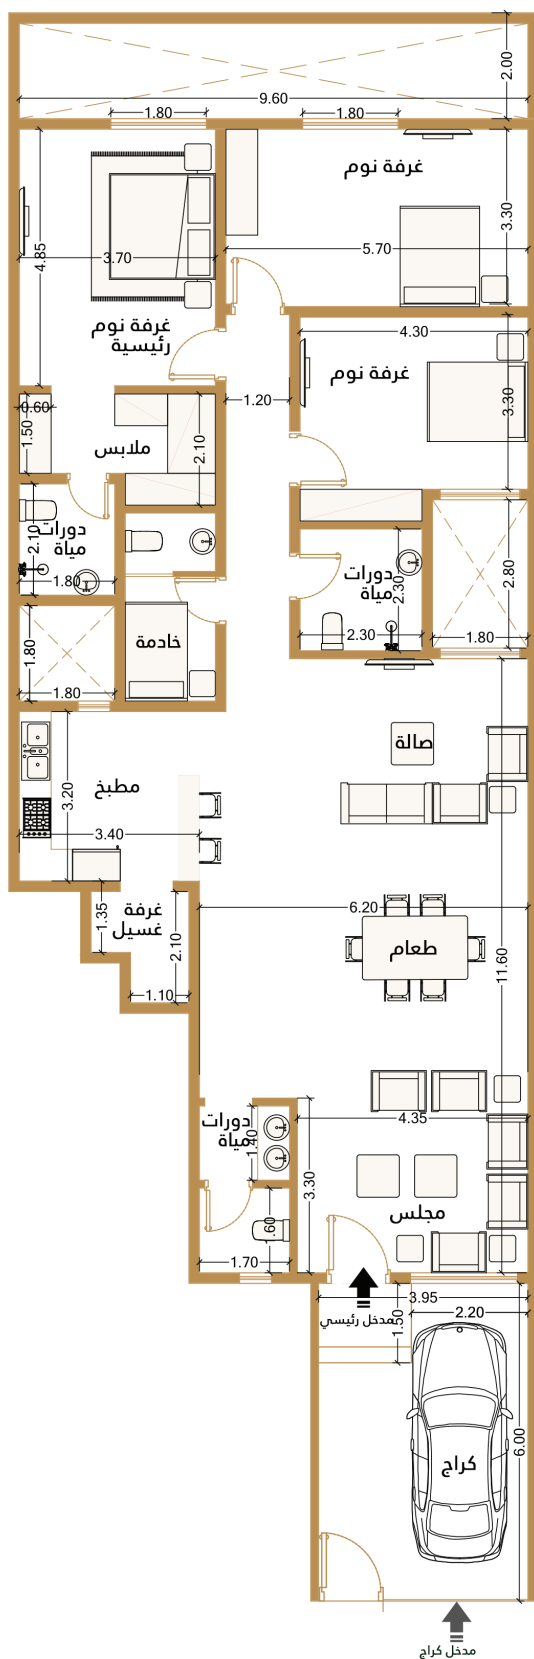 2.00
9.60
1.80
1.80
غرفة نوم
3.30
4.85
3.70
5.70
غرفة نوم
رئيسية
4.30
غرفة نوم
3.30
0.60
1.20
1.50
ملابس
2.10
دورات
مياة
2.10
1.80
دورات
مياة
2.30
2.30
2.80
1.80
خادمة
1.80
1.80
صالة
مطبخ
3.20
3.40
1.35
غرفة
غسيل
2.10
1.10
6.20
طعام
11.60
دورات
مياة
1.40
4.35
3.30
مجلس
1.60
1.70
مدخل رئيسي
3.95
1.50
2.20
6.00
كراج
مدخل كراج